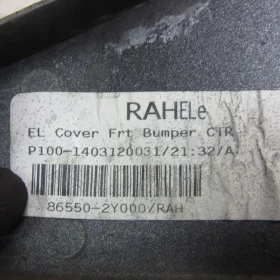 RAHELe
EL Cover Frt Bumper CTR
P100-1403120031/21:32/A
86550-2Y000/RAH